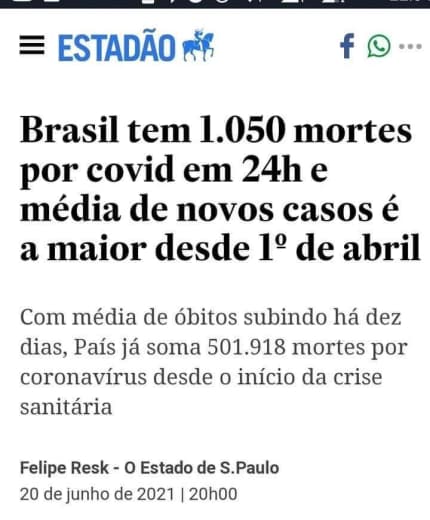 ESTADÃO
Brasil tem 1.050 mortes
por covid em 24h e
média de novos casos é
a maior desde 1º de abril
Com média de óbitos subindo há dez
dias, País já soma 501.918 mortes por
coronavírus desde o início da crise
sanitária
Felipe Resk - O Estado de S.Paulo
20 de junho de 2021 | 20h00